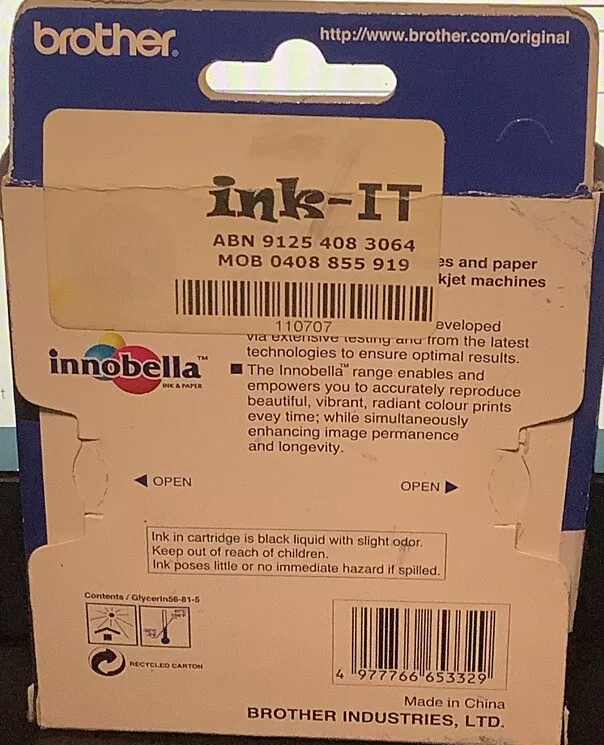 brother®
http://www.brother.com/original
ink-IT
ABN 9125 408 3064
MOB 0408 855 919
110707
es and paper
kjet machines
eveloped
via extensive testing and from the latest
technologies to ensure optimal results.
innobella™
INK & PAPER
■ The Innobella™ range enables and
empowers you to accurately reproduce
beautiful, vibrant, radiant colour prints
evey time; while simultaneously
enhancing image permanence
and longevity.
◀ OPEN
OPEN ▶
Ink in cartridge is black liquid with slight odor.
Keep out of reach of children.
Ink poses little or no immediate hazard if spilled.
Contents / Glycerin56-81-5
RECYCLED CARTON
4 977766 653329
Made in China
BROTHER INDUSTRIES, LTD.